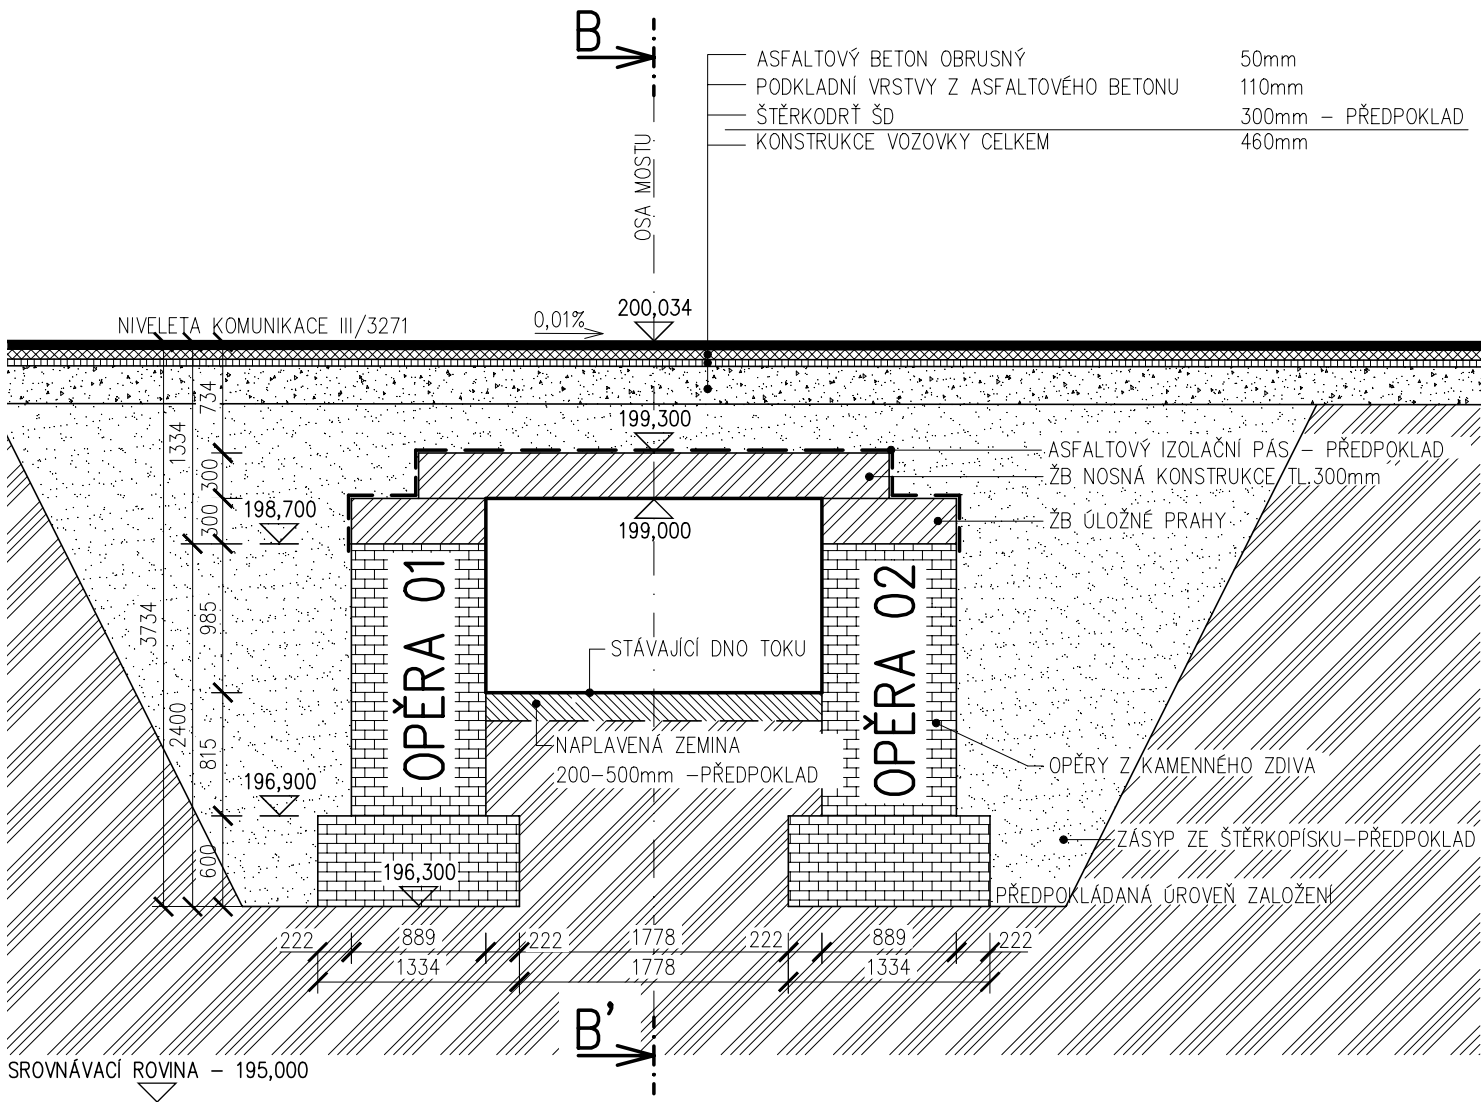 B
ASFALTOVÝ BETON OBRUSNÝ 50mm
PODKLADNÍ VRSTVY Z ASFALTOVÉHO BETONU 110mm
ŠTĚRKODRŤ ŠD 300mm – PŘEDPOKLAD
KONSTRUKCE VOZOVKY CELKEM 460mm
OSA MOSTU
NIVELETA KOMUNIKACE III/3271
0,01%
200,034
734
1334
300
300
3734
985
2400
815
600
199,300
ASFALTOVÝ IZOLAČNÍ PÁS – PŘEDPOKLAD
ŽB NOSNÁ KONSTRUKCE TL.300mm
198,700
199,000
ŽB ÚLOŽNÉ PRAHY
OPĚRA 01
OPĚRA 02
STÁVAJÍCÍ DNO TOKU
NAPLAVENÁ ZEMINA
200–500mm –PŘEDPOKLAD
OPĚRY Z KAMENNÉHO ZDIVA
196,900
ZÁSYP ZE ŠTĚRKOPÍSKU–PŘEDPOKLAD
196,300
PŘEDPOKLÁDANÁ ÚROVEŇ ZALOŽENÍ
222 889 222 1778 222 889 222
1334 1778 1334
B'
SROVNÁVACÍ ROVINA – 195,000